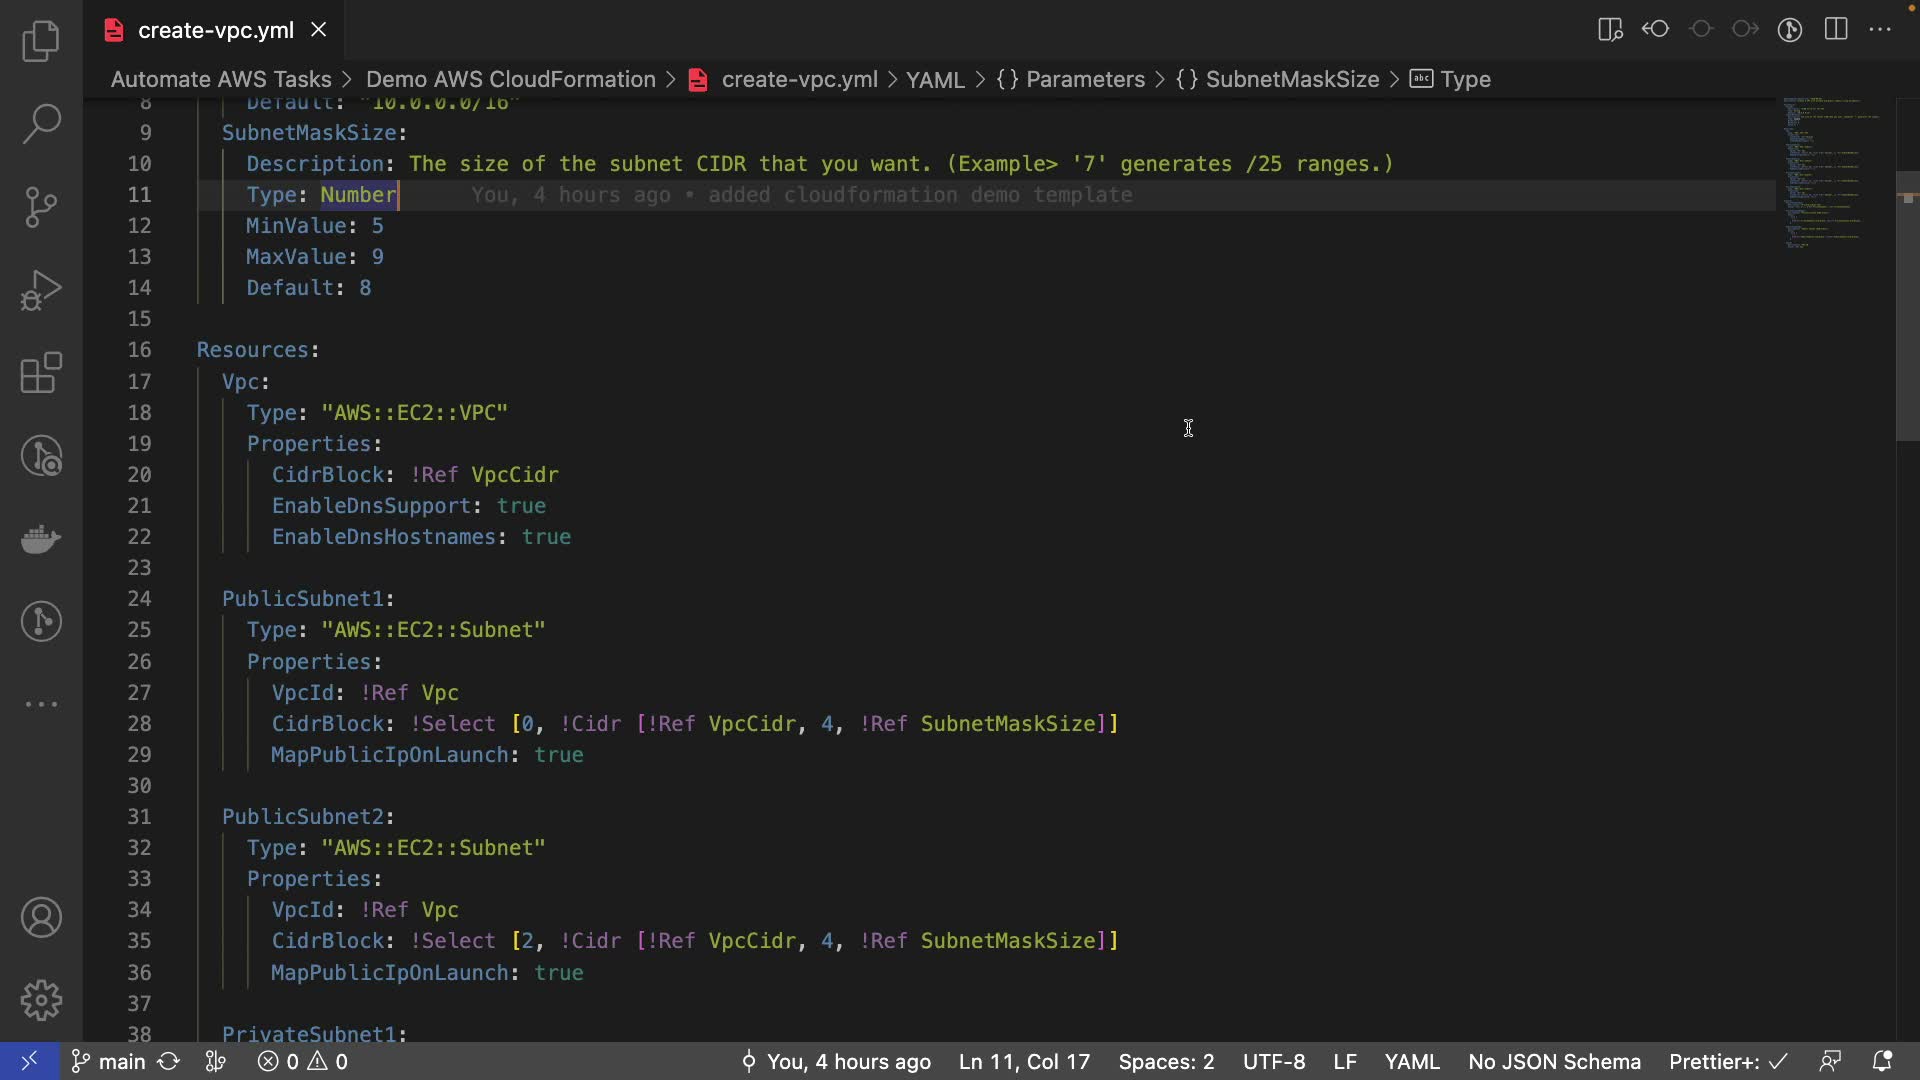 create-vpc.yml
Automate AWS Tasks > Demo AWS CloudFormation > create-vpc.yml > YAML > {} Parameters > {} SubnetMaskSize > abc Type
8 Default: "10.0.0.0/16"
9 SubnetMaskSize:
10 Description: The size of the subnet CIDR that you want. (Example> '7' generates /25 ranges.)
11 Type: Number You, 4 hours ago • added cloudformation demo template
12 MinValue: 5
13 MaxValue: 9
14 Default: 8
15
16 Resources:
17 Vpc:
18 Type: "AWS::EC2::VPC"
19 Properties:
20 CidrBlock: !Ref VpcCidr
21 EnableDnsSupport: true
22 EnableDnsHostnames: true
23
24 PublicSubnet1:
25 Type: "AWS::EC2::Subnet"
26 Properties:
27 VpcId: !Ref Vpc
28 CidrBlock: !Select [0, !Cidr [!Ref VpcCidr, 4, !Ref SubnetMaskSize]]
29 MapPublicIpOnLaunch: true
30
31 PublicSubnet2:
32 Type: "AWS::EC2::Subnet"
33 Properties:
34 VpcId: !Ref Vpc
35 CidrBlock: !Select [2, !Cidr [!Ref VpcCidr, 4, !Ref SubnetMaskSize]]
36 MapPublicIpOnLaunch: true
37
38 PrivateSubnet1:
main 0 0 You, 4 hours ago Ln 11, Col 17 Spaces: 2 UTF-8 LF YAML No JSON Schema Prettier+: ✓